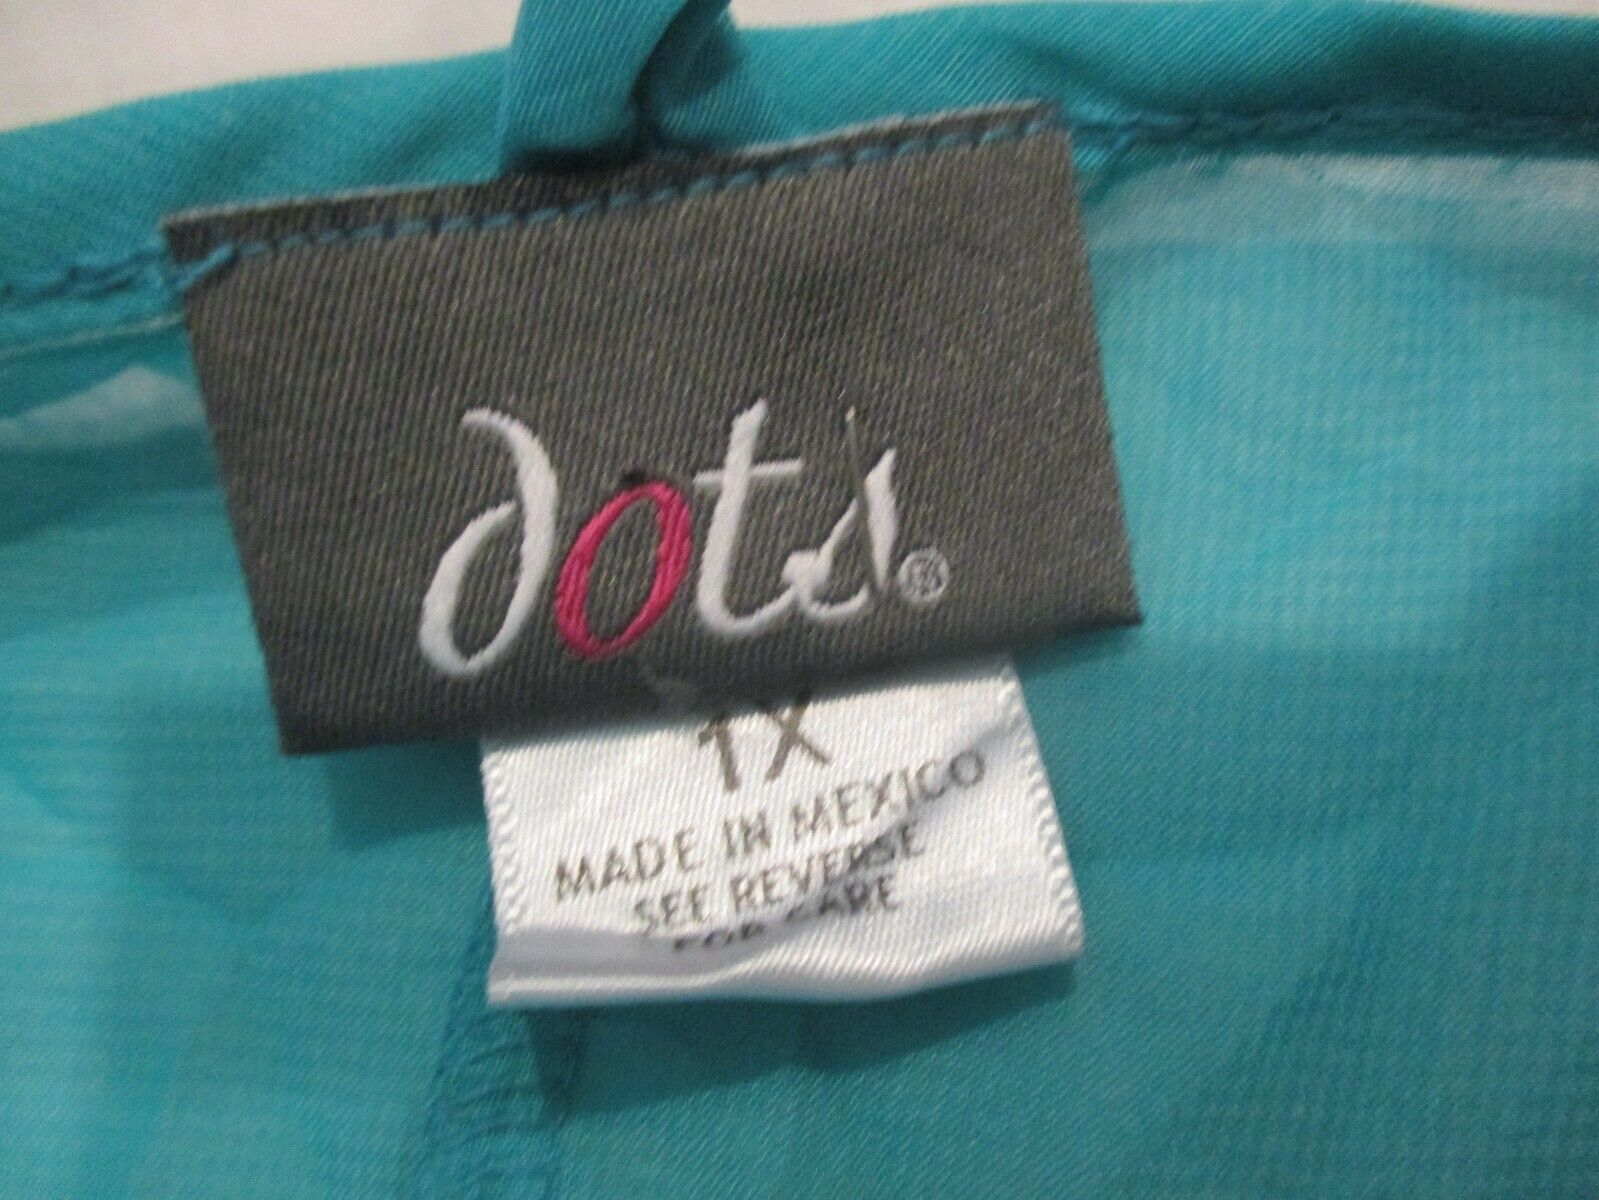 dots®
1X
MADE IN MEXICO
SEE REVERSE
FOR CARE